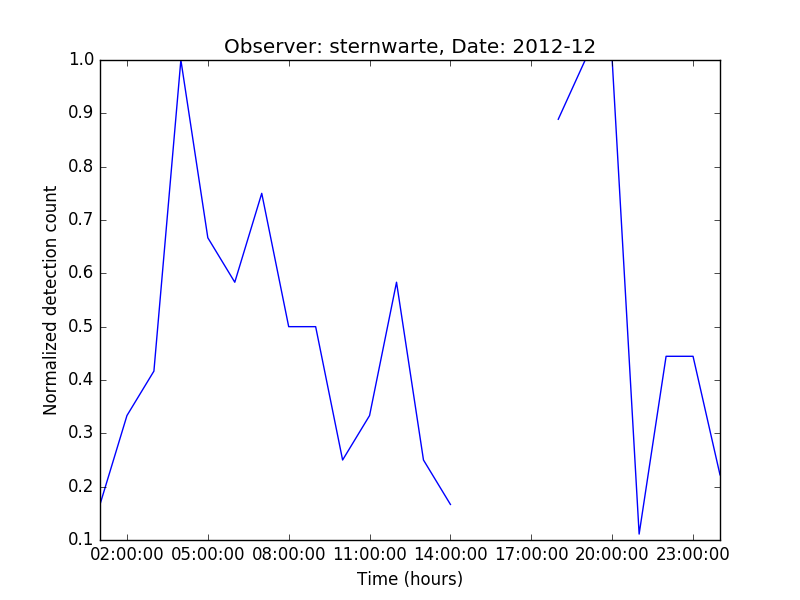 Observer: sternwarte, Date: 2012-12
1.0
0.9
0.8
0.7
0.6
0.5
0.4
0.3
0.2
0.1
Normalized detection count
02:00:00 05:00:00 08:00:00 11:00:00 14:00:00 17:00:00 20:00:00 23:00:00
Time (hours)